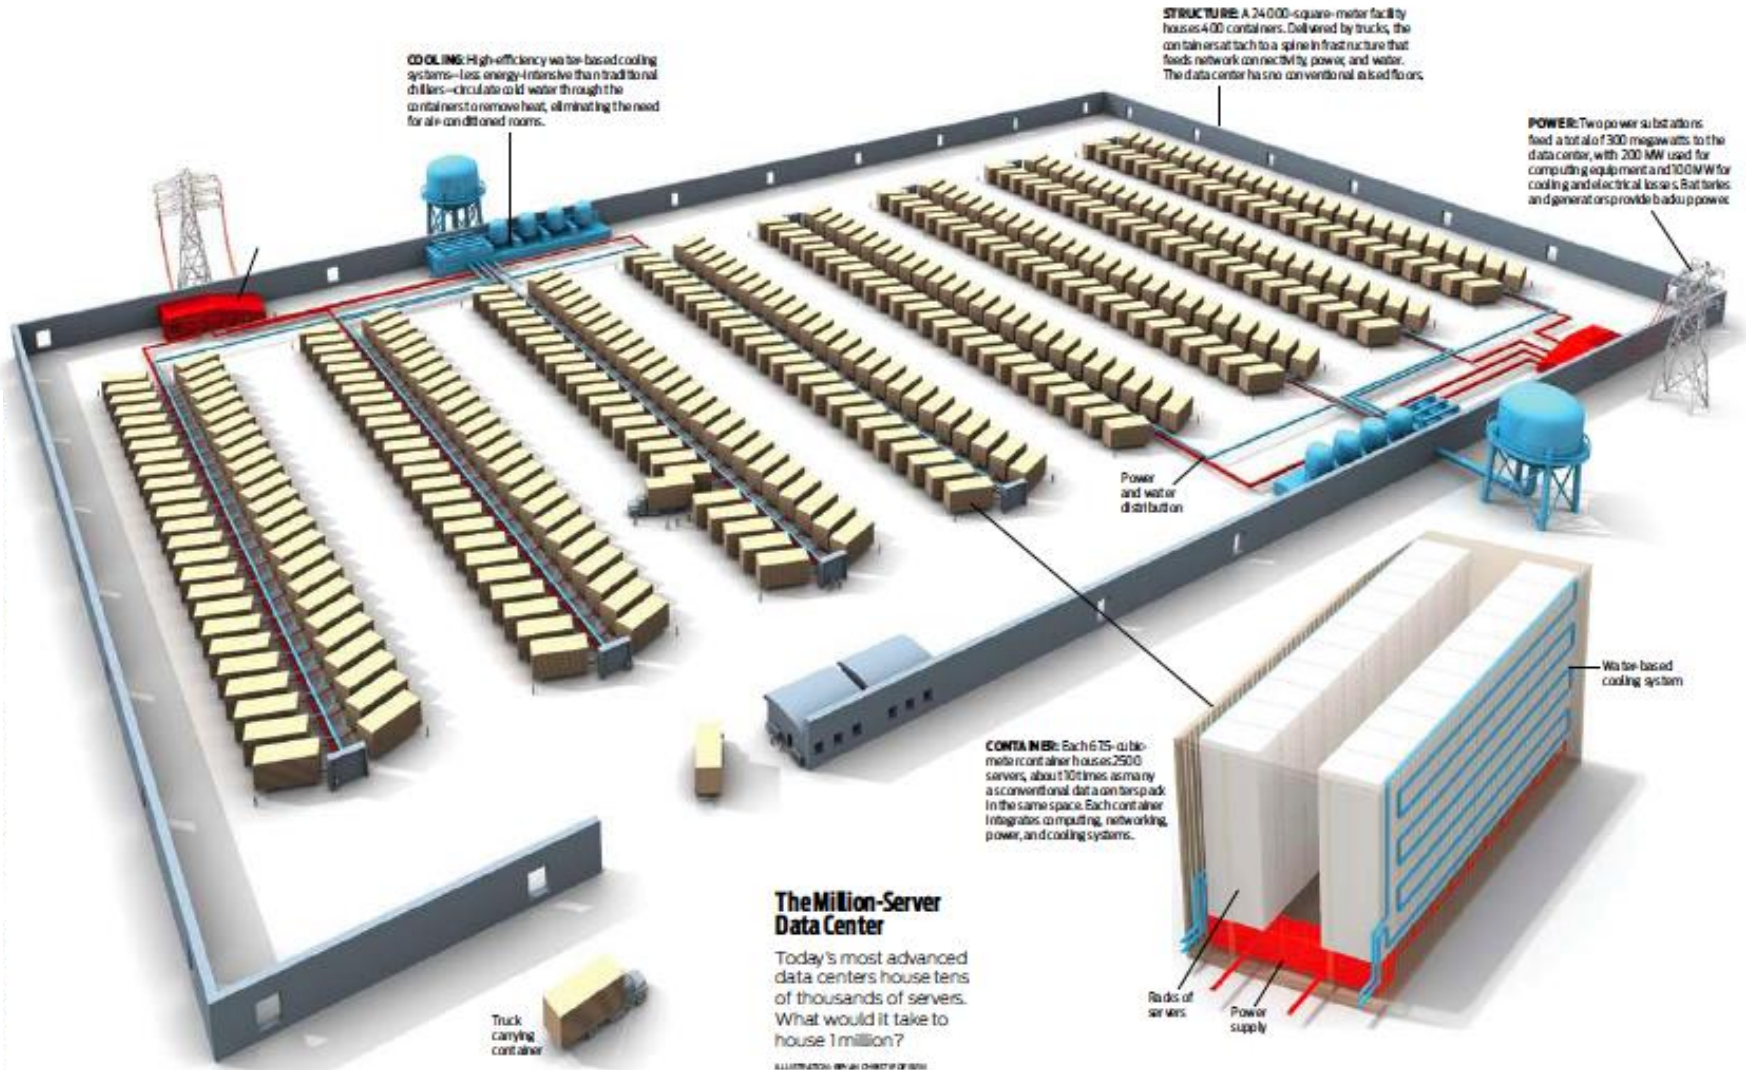 COOLING: High-efficiency water-based cooling
systems—less energy-intensive than traditional
chillers—circulate cold water through the
containers to remove heat, eliminating the need
for air-conditioned rooms.
STRUCTURE: A 24 000-square-meter facility
houses 400 containers. Delivered by trucks, the
containers attach to a spine infrastructure that
feeds network connectivity, power, and water.
The data center has no conventional raised floors.
POWER: Two power substations
feed a total of 300 megawatts to the
data center, with 200 MW used for
computing equipment and 100 MW for
cooling and electrical losses. Batteries
and generators provide backup power.
Power
and water
distribution
Water-based
cooling system
CONTAINER: Each 67.5-cubic-
meter container houses 2500
servers, about 10 times as many
as conventional data centers pack
in the same space. Each container
integrates computing, networking,
power, and cooling systems.
Racks of
servers
Power
supply
Truck
carrying
container
The Million-Server
Data Center
Today's most advanced
data centers house tens
of thousands of servers.
What would it take to
house 1 million?